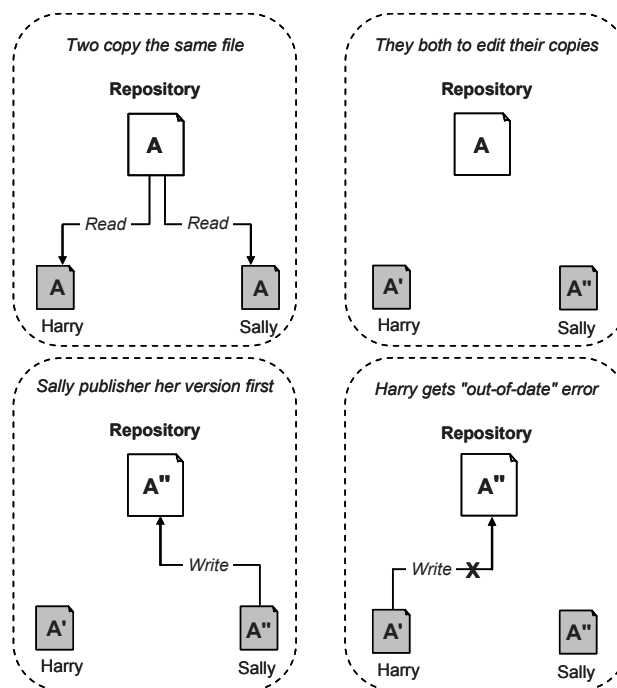 Two copy the same file
Repository
A
Read Read
A A
Harry Sally
They both to edit their copies
Repository
A
A' A"
Harry Sally
Sally publisher her version first
Repository
A"
Write
A' A"
Harry Sally
Harry gets "out-of-date" error
Repository
A"
Write X
A' A"
Harry Sally